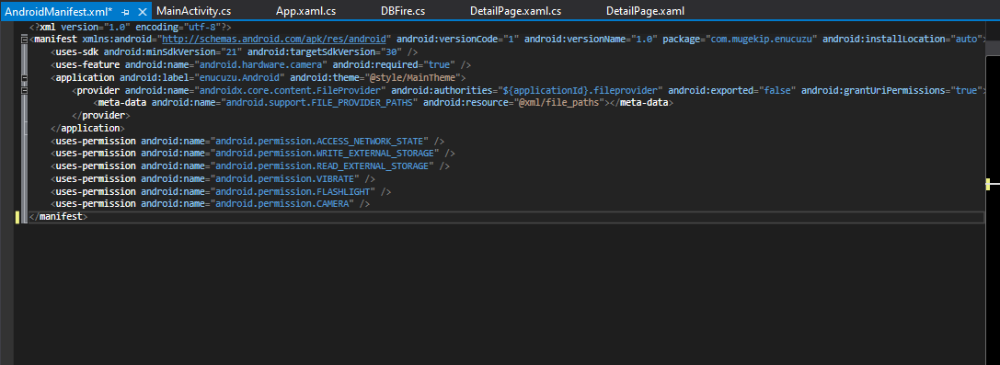 AndroidManifest.xml* MainActivity.cs App.xaml.cs DBFire.cs DetailPage.xaml.cs DetailPage.xaml
<?xml version="1.0" encoding="utf-8"?>
<manifest xmlns:android="http://schemas.android.com/apk/res/android" android:versionCode="1" android:versionName="1.0" package="com.mugekip.enucuzu" android:installLocation="auto">
<uses-sdk android:minSdkVersion="21" android:targetSdkVersion="30" />
<uses-feature android:name="android.hardware.camera" android:required="true" />
<application android:label="enucuzu.Android" android:theme="@style/MainTheme">
<provider android:name="androidx.core.content.FileProvider" android:authorities="${applicationId}.fileprovider" android:exported="false" android:grantUriPermissions="true">
<meta-data android:name="android.support.FILE_PROVIDER_PATHS" android:resource="@xml/file_paths"></meta-data>
</provider>
</application>
<uses-permission android:name="android.permission.ACCESS_NETWORK_STATE" />
<uses-permission android:name="android.permission.WRITE_EXTERNAL_STORAGE" />
<uses-permission android:name="android.permission.READ_EXTERNAL_STORAGE" />
<uses-permission android:name="android.permission.VIBRATE" />
<uses-permission android:name="android.permission.FLASHLIGHT" />
<uses-permission android:name="android.permission.CAMERA" />
</manifest>